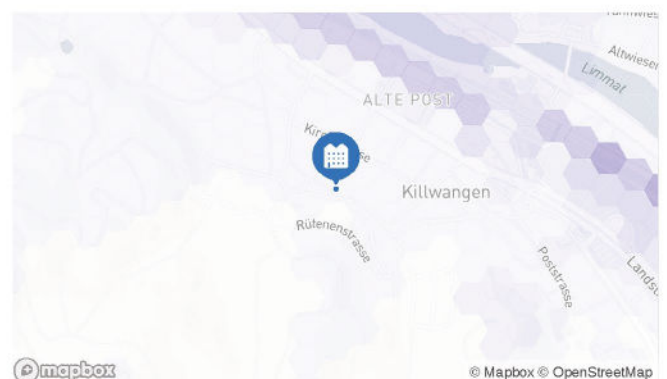 Altwiesen
Limmat
ALTE POST
Killwangen
Rütenenstrasse
Poststrasse
mapbox
© Mapbox © OpenStreetMap